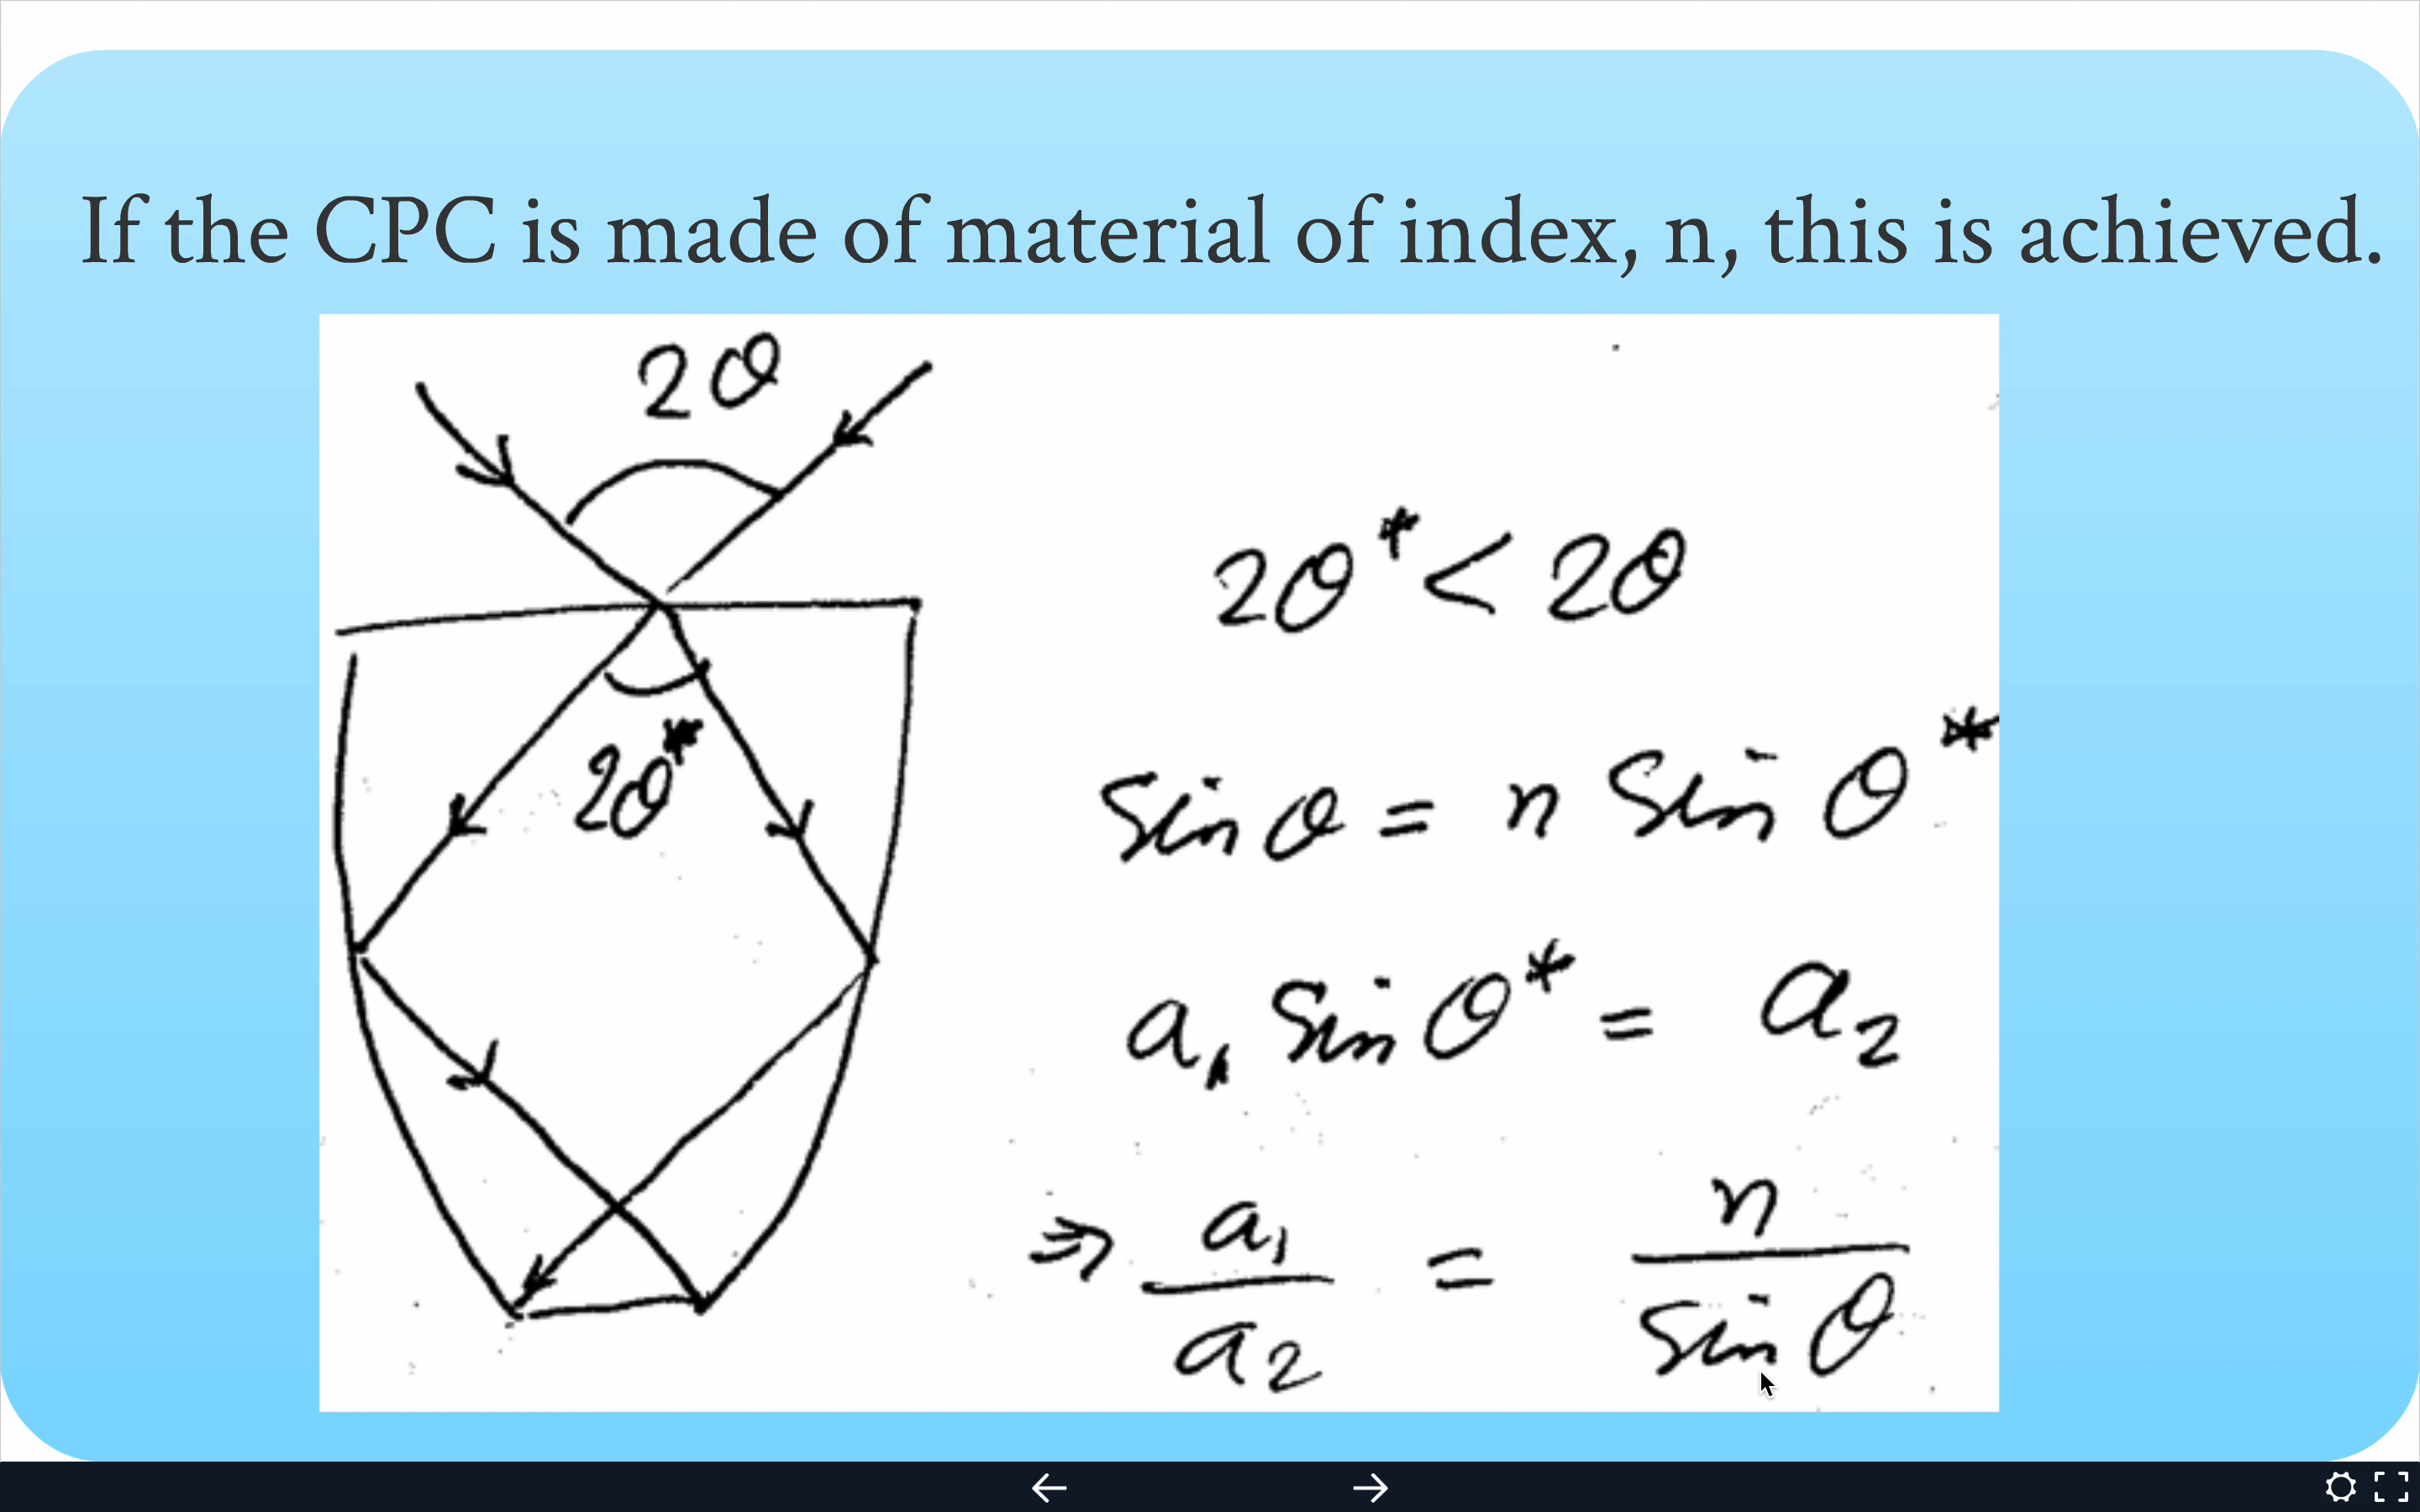 If the CPC is made of material of index, n, this is achieved.
2θ
2θ* < 2θ
2θ*
sin θ = n sin θ*
a₁ sin θ* = a₂
⇒ a₁/a₂ = n/sin θ